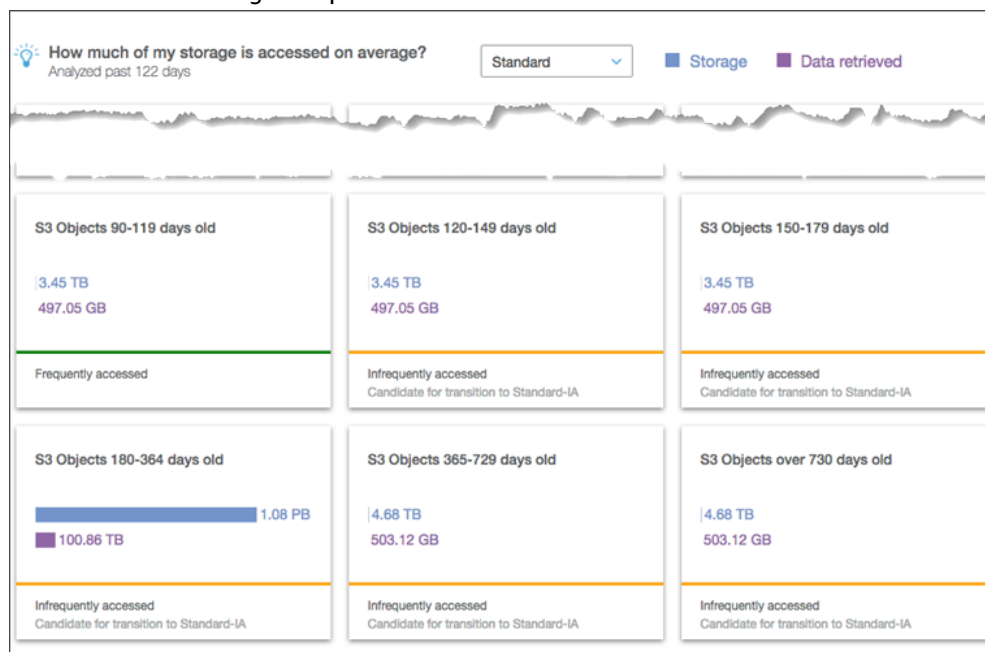 How much of my storage is accessed on average?
Analyzed past 122 days
Standard
Storage
Data retrieved
S3 Objects 90-119 days old
3.45 TB
497.05 GB
Frequently accessed
S3 Objects 120-149 days old
3.45 TB
497.05 GB
Infrequently accessed
Candidate for transition to Standard-IA
S3 Objects 150-179 days old
3.45 TB
497.05 GB
Infrequently accessed
Candidate for transition to Standard-IA
S3 Objects 180-364 days old
1.08 PB
100.86 TB
Infrequently accessed
Candidate for transition to Standard-IA
S3 Objects 365-729 days old
4.68 TB
503.12 GB
Infrequently accessed
Candidate for transition to Standard-IA
S3 Objects over 730 days old
4.68 TB
503.12 GB
Infrequently accessed
Candidate for transition to Standard-IA